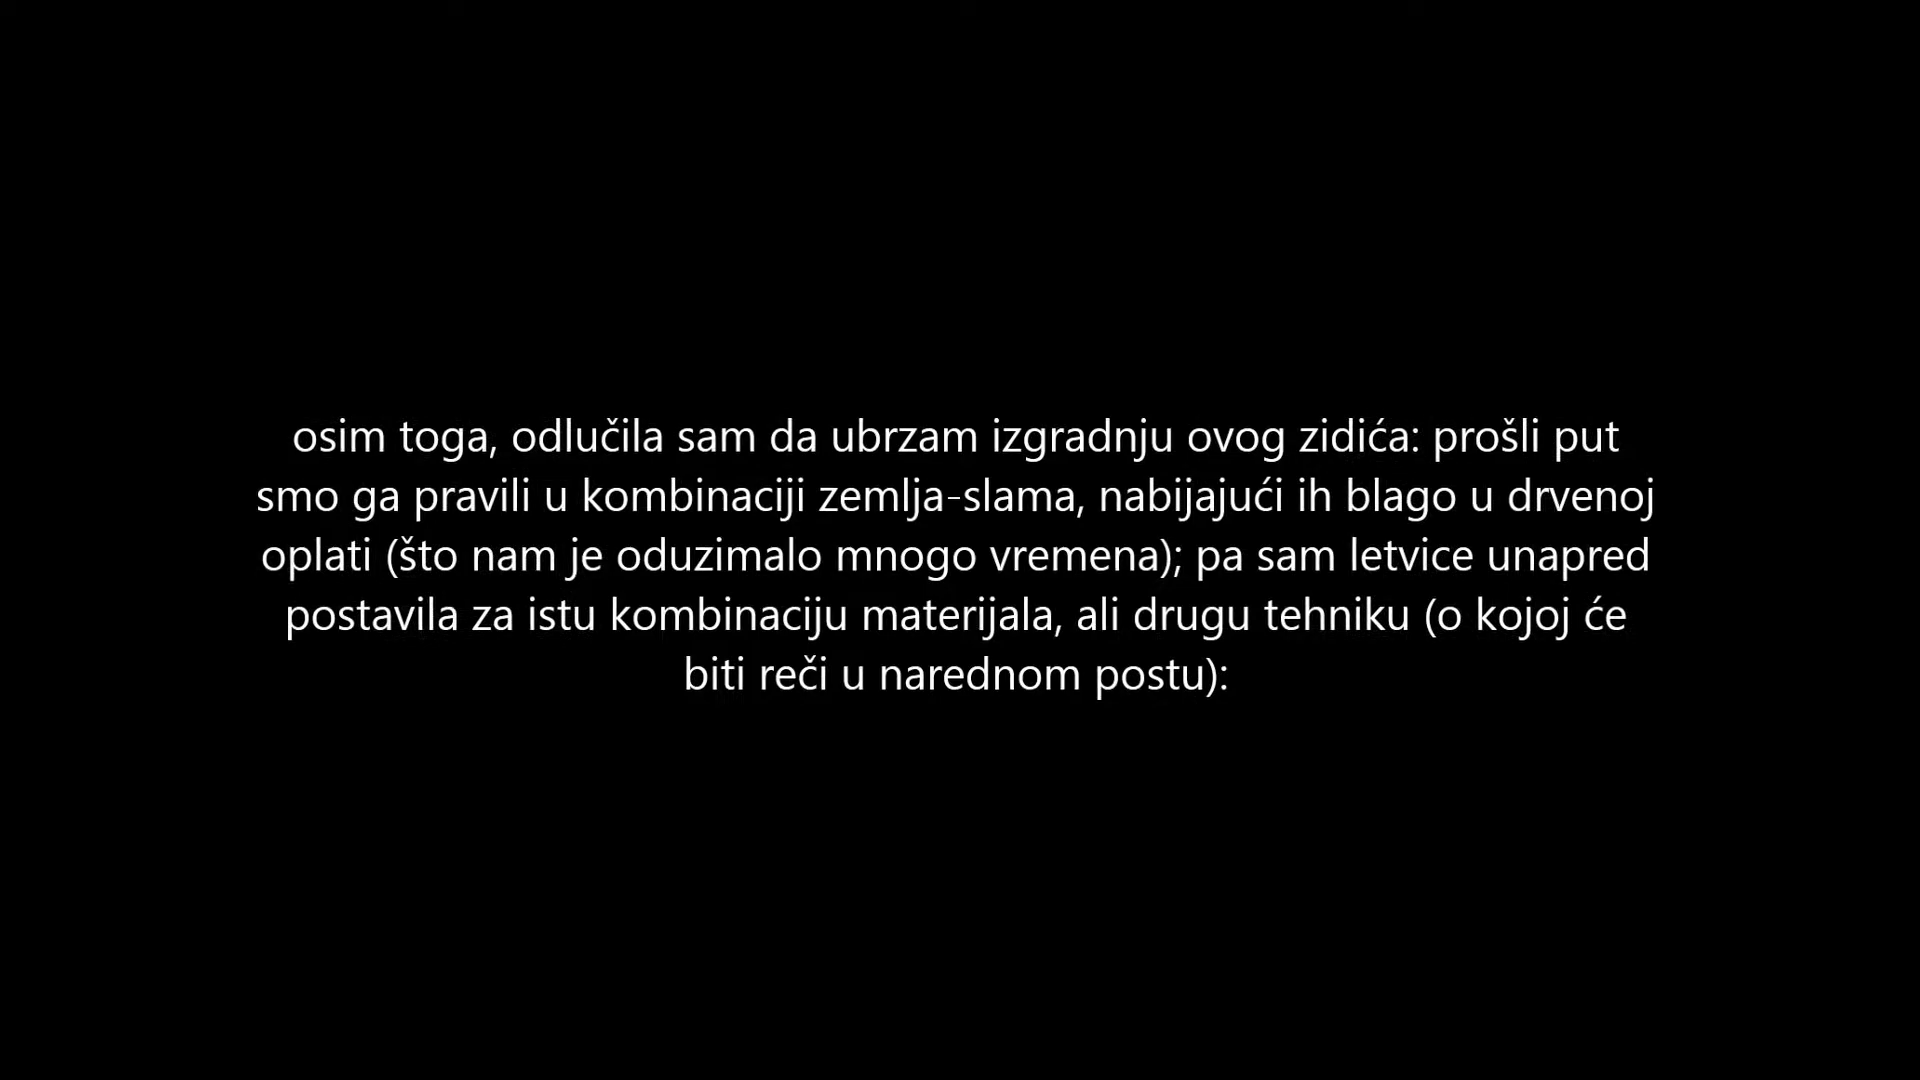 osim toga, odlučila sam da ubrzam izgradnju ovog zidića: prošli put
smo ga pravili u kombinaciji zemlja-slama, nabijajući ih blago u drvenoj
oplati (što nam je oduzimalo mnogo vremena); pa sam letvice unapred
postavila za istu kombinaciju materijala, ali drugu tehniku (o kojoj će
biti reči u narednom postu):